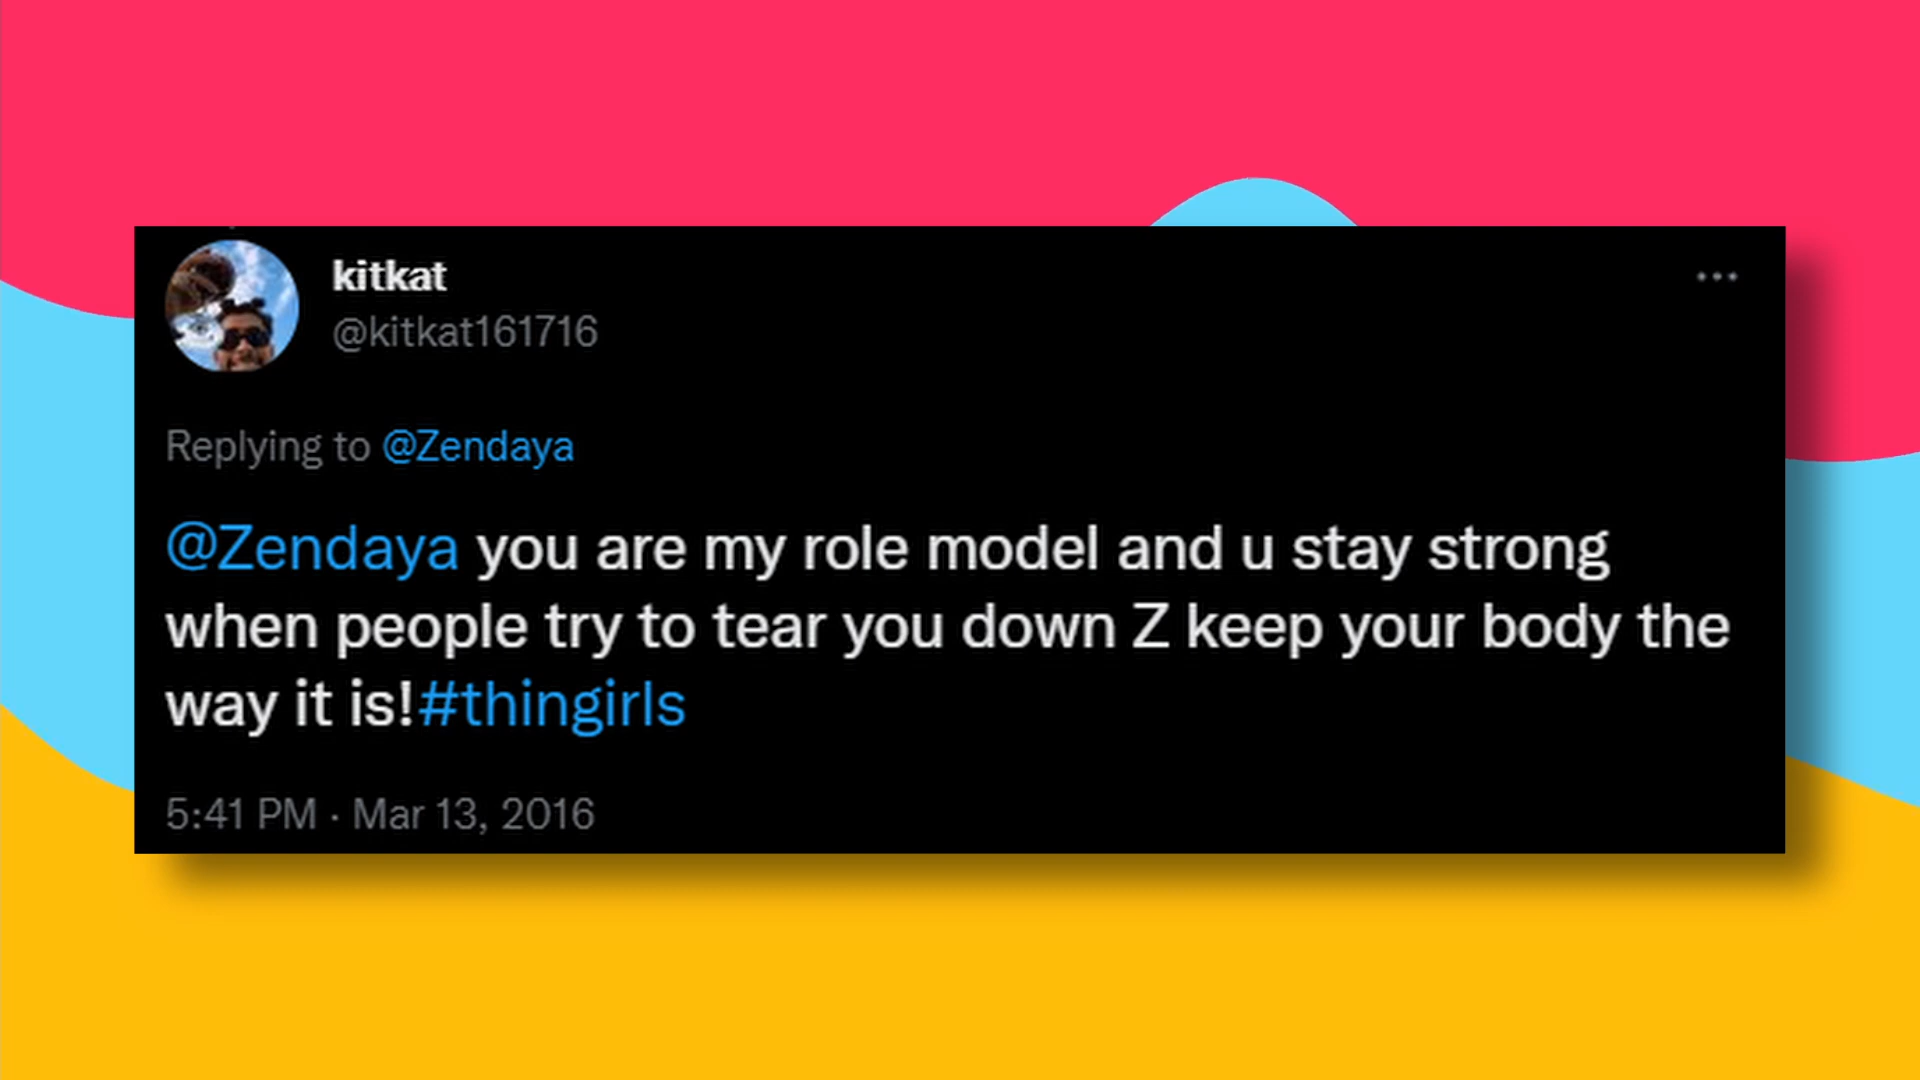 kitkat
@kitkat161716
Replying to @Zendaya
@Zendaya you are my role model and u stay strong
when people try to tear you down Z keep your body the
way it is!#thingirls
5:41 PM · Mar 13, 2016